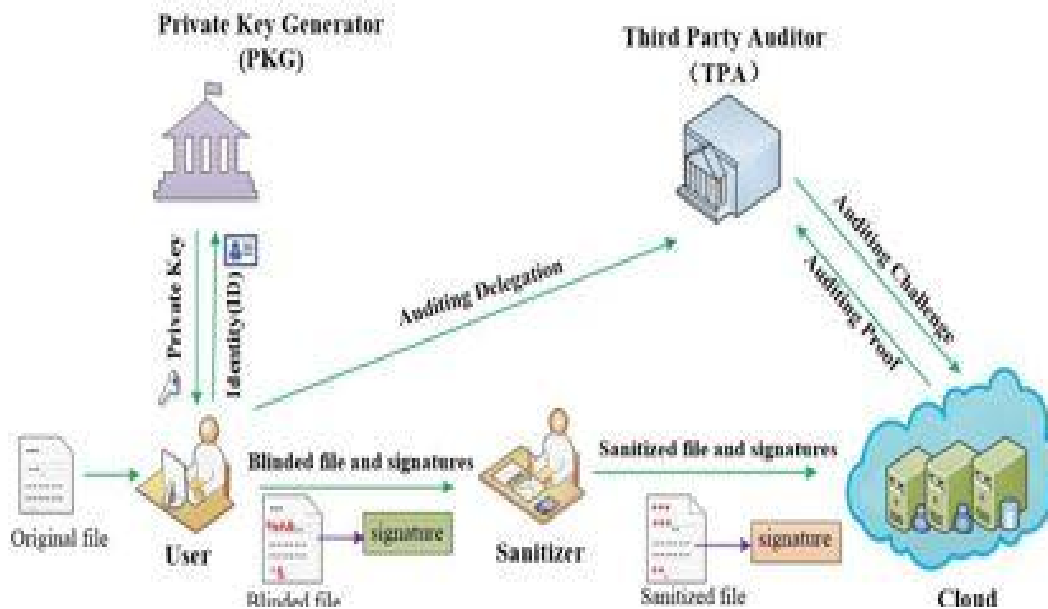 Private Key Generator
(PKG)
Third Party Auditor
(TPA)
Private Key
Identity(ID)
Auditing Delegation
Auditing Challenge
Auditing Proof
Original file
User
Blinded file and signatures
signature
Blinded file
Sanitizer
Sanitized file and signatures
signature
Sanitized file
Cloud